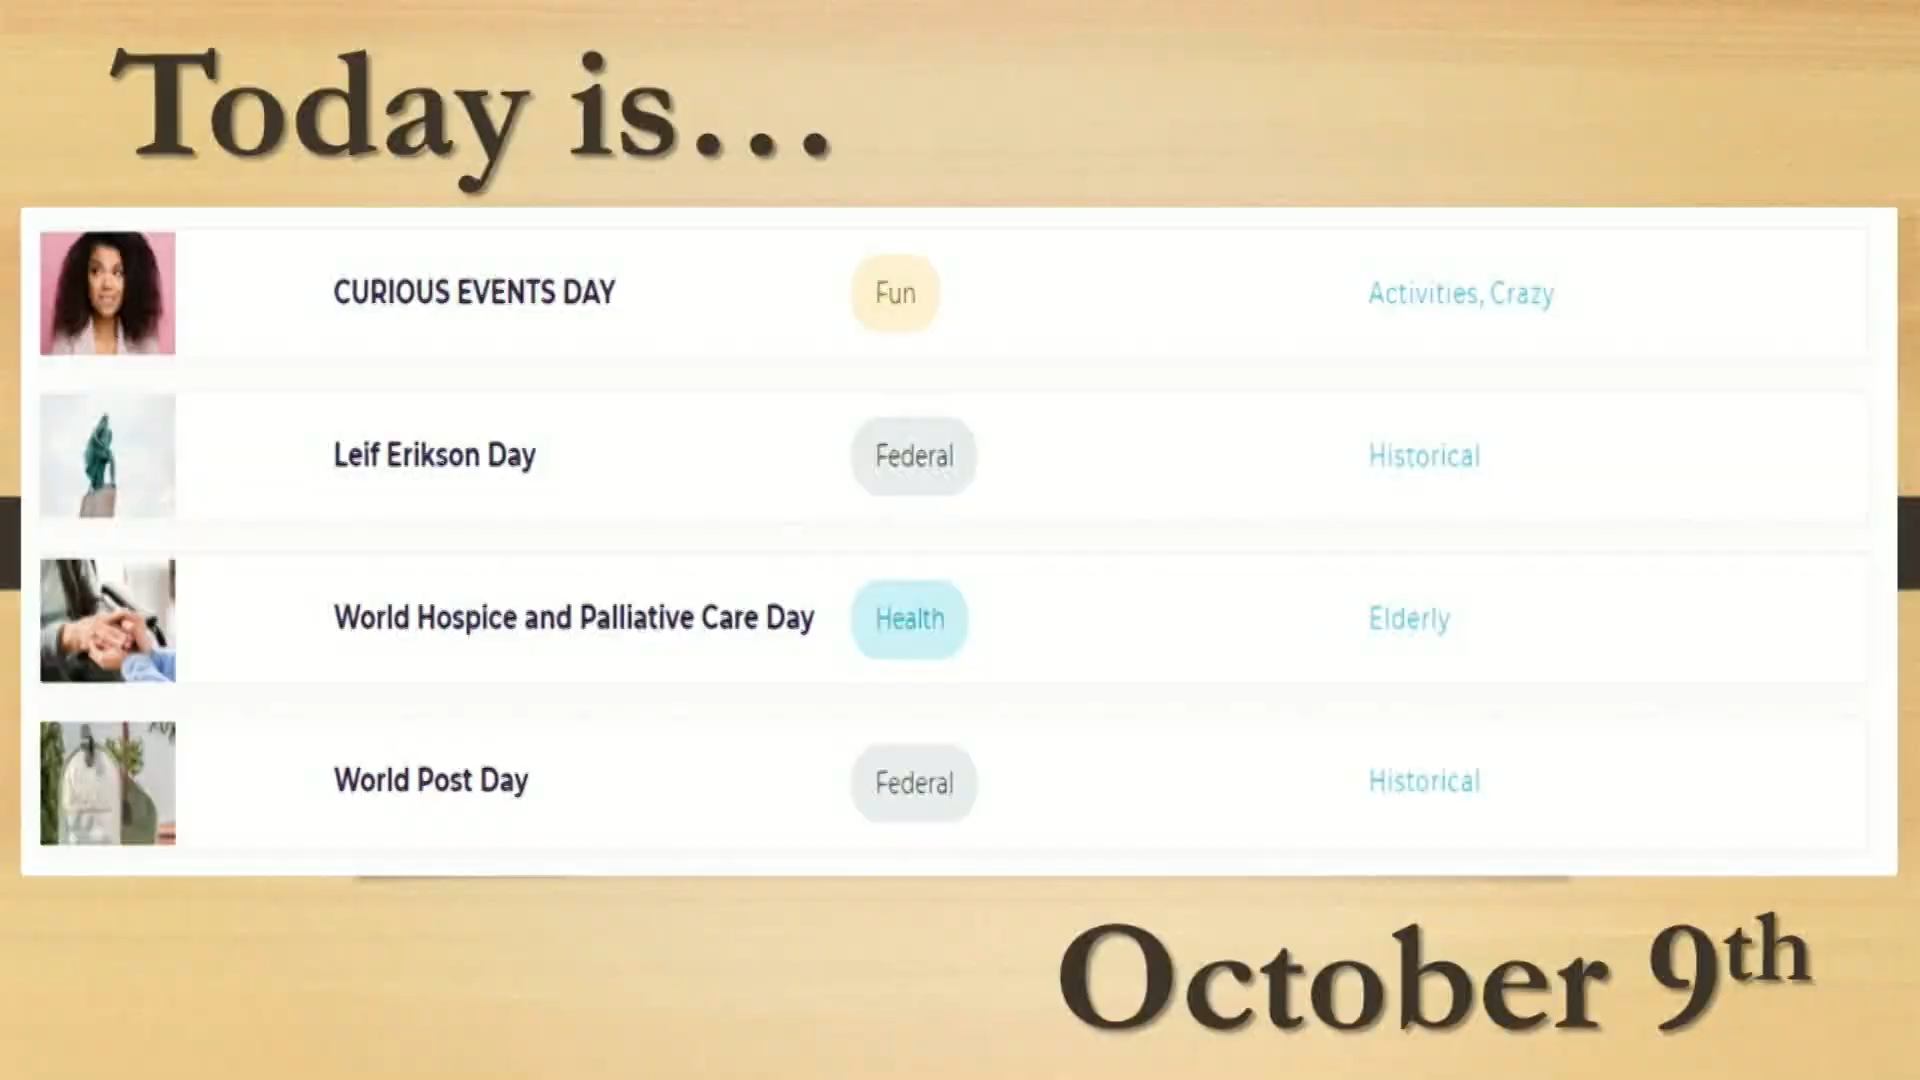 Today is...
CURIOUS EVENTS DAY Fun Activities, Crazy
Leif Erikson Day Federal Historical
World Hospice and Palliative Care Day Health Elderly
World Post Day Federal Historical
October 9th